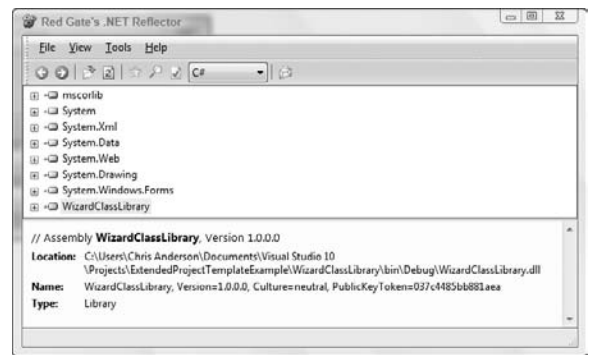 Red Gate's .NET Reflector
File View Tools Help
C#
mscorlib
System
System.Xml
System.Data
System.Web
System.Drawing
System.Windows.Forms
WizardClassLibrary
// Assembly WizardClassLibrary, Version 1.0.0.0
Location: C:\Users\Chris Anderson\Documents\Visual Studio 10
\Projects\ExtendedProjectTemplateExample\WizardClassLibrary\bin\Debug\WizardClassLibrary.dll
Name: WizardClassLibrary, Version=1.0.0.0, Culture=neutral, PublicKeyToken=037c4485bb881aea
Type: Library